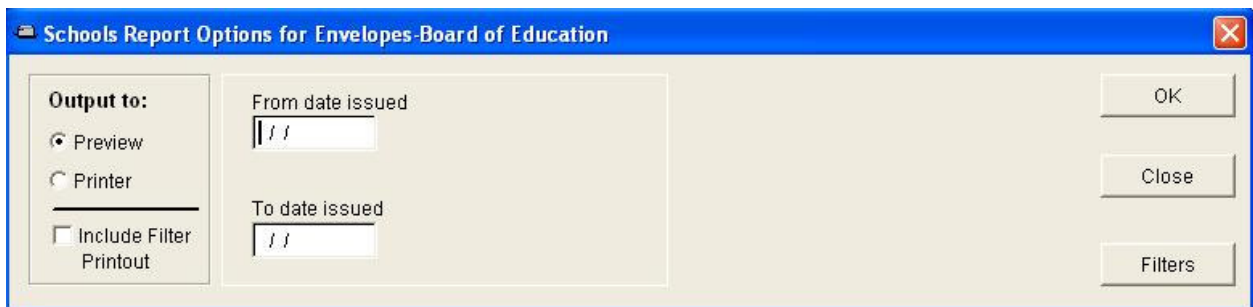 Schools Report Options for Envelopes-Board of Education
Output to:
Preview
Printer
Include Filter
Printout
From date issued
/ /
To date issued
/ /
OK
Close
Filters